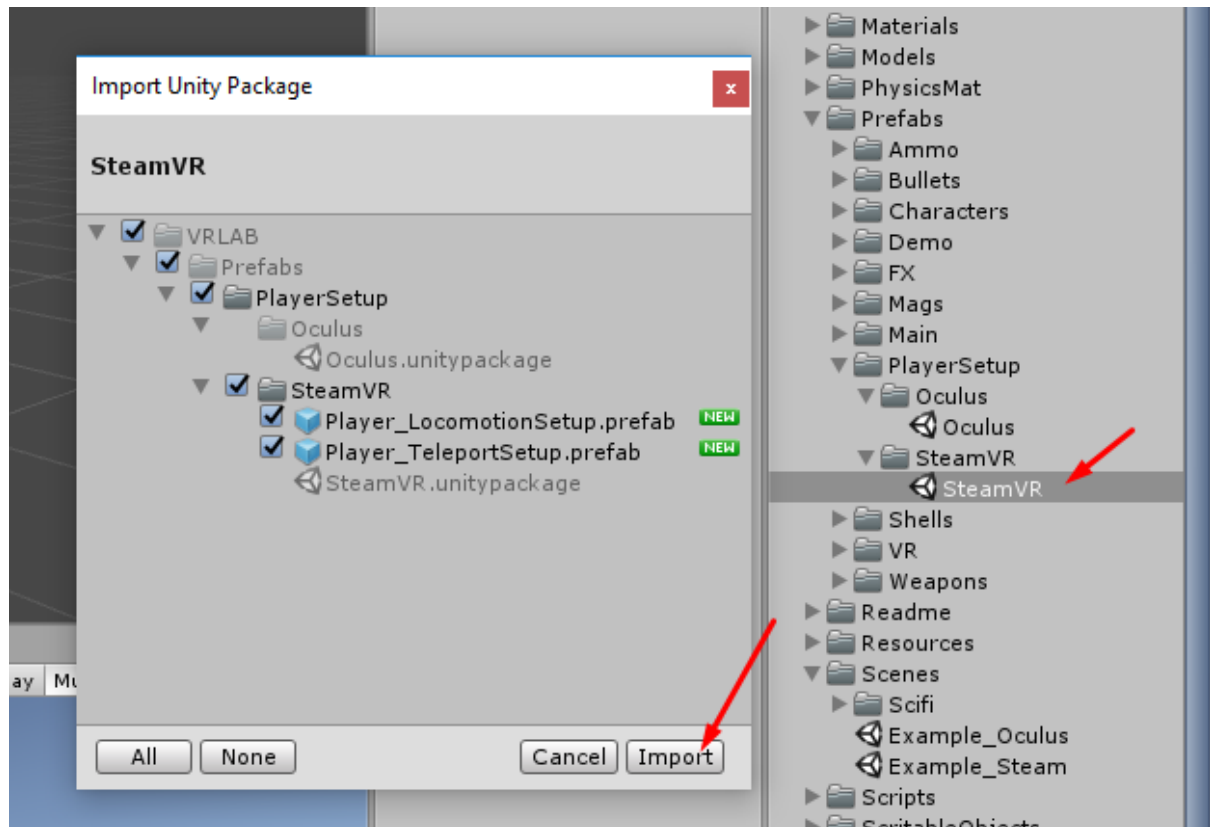 Import Unity Package
x
SteamVR
VRLAB
Prefabs
PlayerSetup
Oculus
Oculus.unitypackage
SteamVR
Player_LocomotionSetup.prefab NEW
Player_TeleportSetup.prefab NEW
SteamVR.unitypackage
All None Cancel Import
ay Mu
Materials
Models
PhysicsMat
Prefabs
Ammo
Bullets
Characters
Demo
FX
Mags
Main
PlayerSetup
Oculus
Oculus
SteamVR
SteamVR
Shells
VR
Weapons
Readme
Resources
Scenes
Scifi
Example_Oculus
Example_Steam
Scripts
ScritableObjects